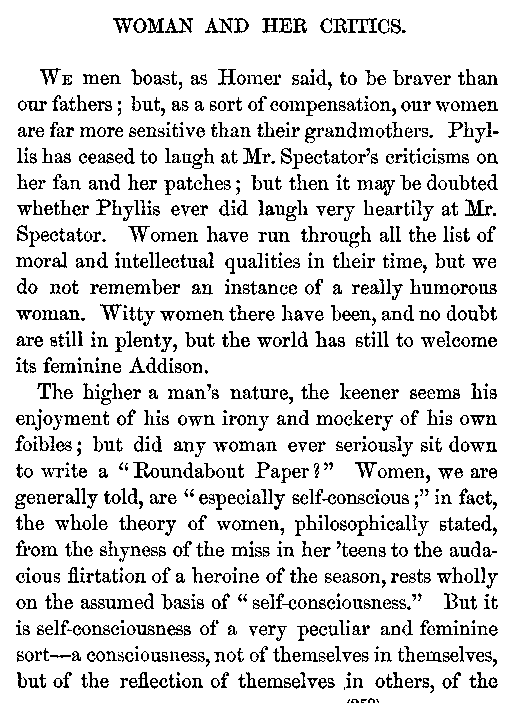 WOMAN AND HER CRITICS.
WE men boast, as Homer said, to be braver than
our fathers; but, as a sort of compensation, our women
are far more sensitive than their grandmothers. Phyl-
lis has ceased to laugh at Mr. Spectator's criticisms on
her fan and her patches; but then it may be doubted
whether Phyllis ever did laugh very heartily at Mr.
Spectator. Women have run through all the list of
moral and intellectual qualities in their time, but we
do not remember an instance of a really humorous
woman. Witty women there have been, and no doubt
are still in plenty, but the world has still to welcome
its feminine Addison.
The higher a man's nature, the keener seems his
enjoyment of his own irony and mockery of his own
foibles; but did any woman ever seriously sit down
to write a "Roundabout Paper?" Women, we are
generally told, are "especially self-conscious;" in fact,
the whole theory of women, philosophically stated,
from the shyness of the miss in her 'teens to the auda-
cious flirtation of a heroine of the season, rests wholly
on the assumed basis of "self-consciousness." But it
is self-consciousness of a very peculiar and feminine
sort—a consciousness, not of themselves in themselves,
but of the reflection of themselves in others, of the